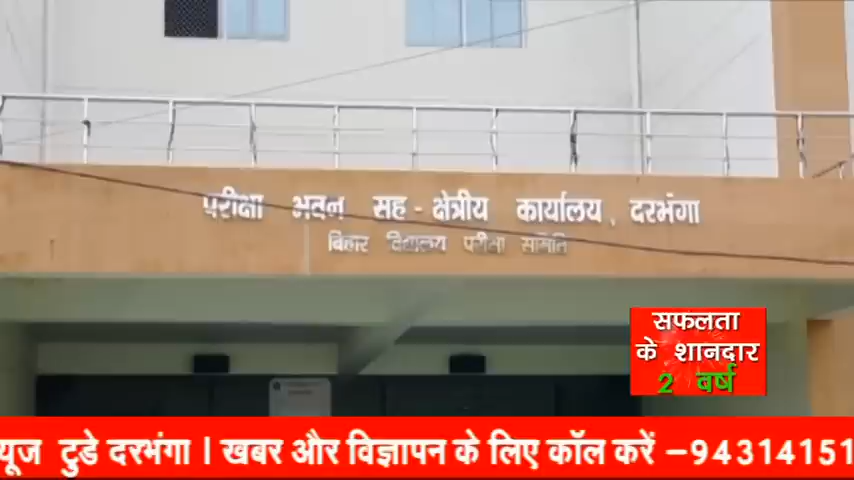 परीक्षा भवन सह - क्षेत्रीय कार्यालय, दरभंगा
बिहार विद्यालय परीक्षा समिति
सफलता
के शानदार
2 वर्ष
यूज टुडे दरभंगा । खबर और विज्ञापन के लिए कॉल करें –94314151